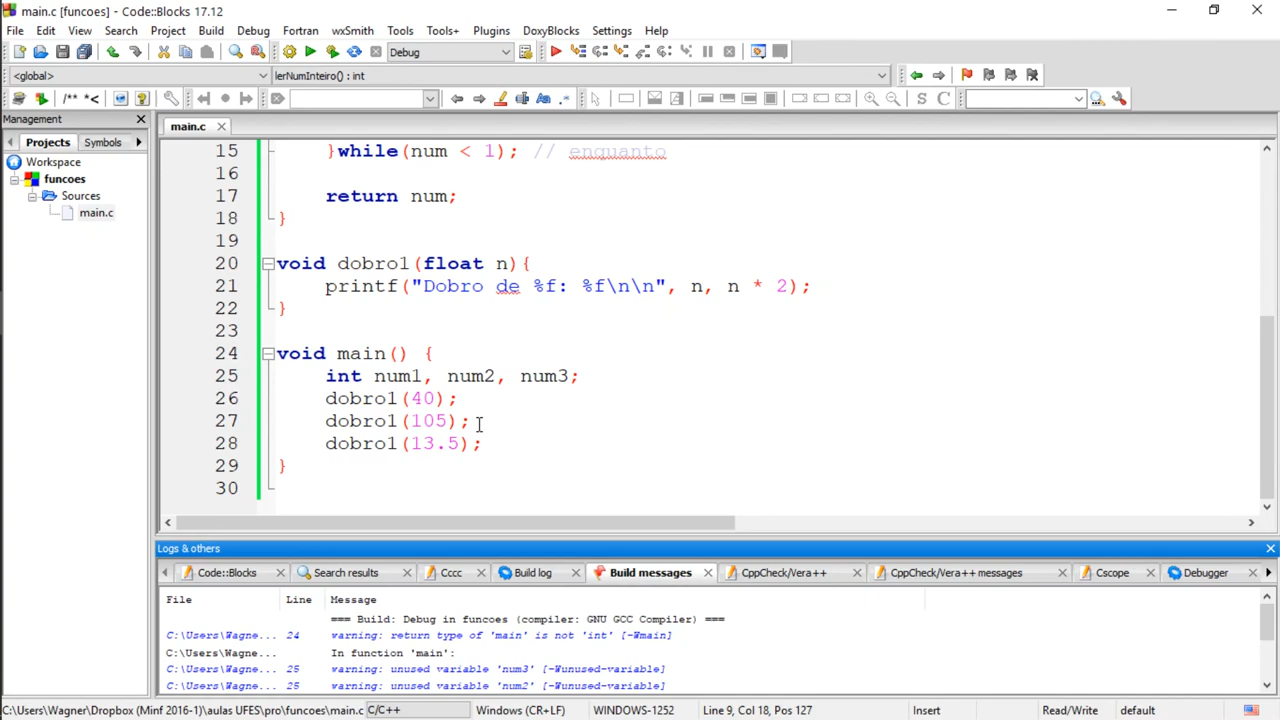 main.c [funcoes] - Code::Blocks 17.12
File Edit View Search Project Build Debug Fortran wxSmith Tools Tools+ Plugins DoxyBlocks Settings Help
Debug
<global> lerNumInteiro() : int
/** *<
Aa .*
S C
Management
Projects Symbols
main.c
Workspace
funcoes
Sources
main.c
15 }while(num < 1); // enquanto
16
17 return num;
18 }
19
20 void dobro1(float n){
21 printf("Dobro de %f: %f\n\n", n, n * 2);
22 }
23
24 void main() {
25 int num1, num2, num3;
26 dobro1(40);
27 dobro1(105);
28 dobro1(13.5);
29 }
30
Logs & others
Code::Blocks Search results Cccc Build log Build messages CppCheck/Vera++ CppCheck/Vera++ messages Cscope Debugger
File Line Message
=== Build: Debug in funcoes (compiler: GNU GCC Compiler) ===
C:\Users\Wagne... 24 warning: return type of 'main' is not 'int' [-Wmain]
C:\Users\Wagne... In function 'main':
C:\Users\Wagne... 25 warning: unused variable 'num3' [-Wunused-variable]
C:\Users\Wagne... 25 warning: unused variable 'num2' [-Wunused-variable]
C:\Users\Wagner\Dropbox (Minf 2016-1)\aulas UFES\pro\funcoes\main.c C/C++ Windows (CR+LF) WINDOWS-1252 Line 9, Col 18, Pos 127 Insert Read/Write default